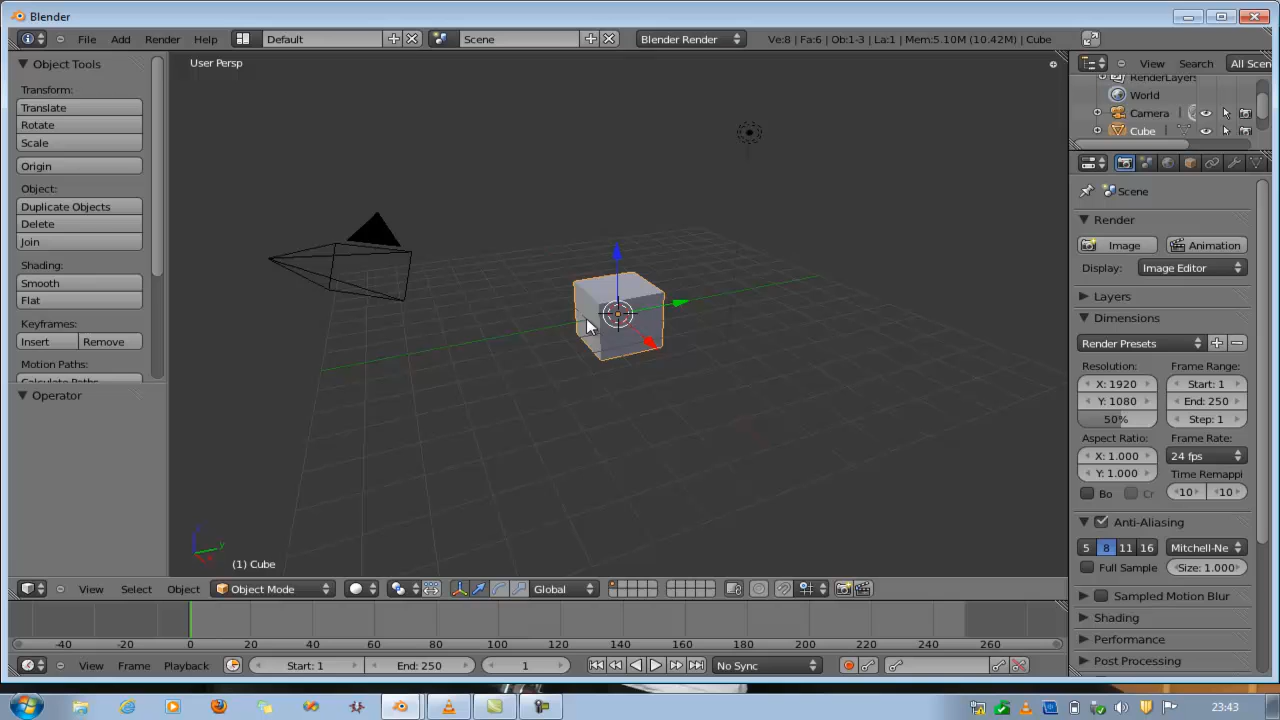 Blender
File Add Render Help Default Scene Blender Render Ve:8 | Fa:6 | Ob:1-3 | La:1 | Mem:5.10M (10.42M) | Cube
Object Tools
Transform:
Translate
Rotate
Scale
Origin
Object:
Duplicate Objects
Delete
Join
Shading:
Smooth
Flat
Keyframes:
Insert Remove
Motion Paths:
Calculate Paths
Operator
User Persp
z
y
x
(1) Cube
View Select Object Object Mode Global
View Search All Scen
RenderLayers
World
Camera
Cube
Scene
Render
Image Animation
Display: Image Editor
Layers
Dimensions
Render Presets
Resolution: Frame Range:
X: 1920 Start: 1
Y: 1080 End: 250
50% Step: 1
Aspect Ratio: Frame Rate:
X: 1.000 24 fps
Y: 1.000 Time Remappi
Bo Cr 10 10
Anti-Aliasing
5 8 11 16 Mitchell-Ne
Full Sample Size: 1.000
Sampled Motion Blur
Shading
Performance
Post Processing
-40 -20 0 20 40 60 80 100 120 140 160 180 200 220 240 260
View Frame Playback Start: 1 End: 250 1 No Sync
23:43